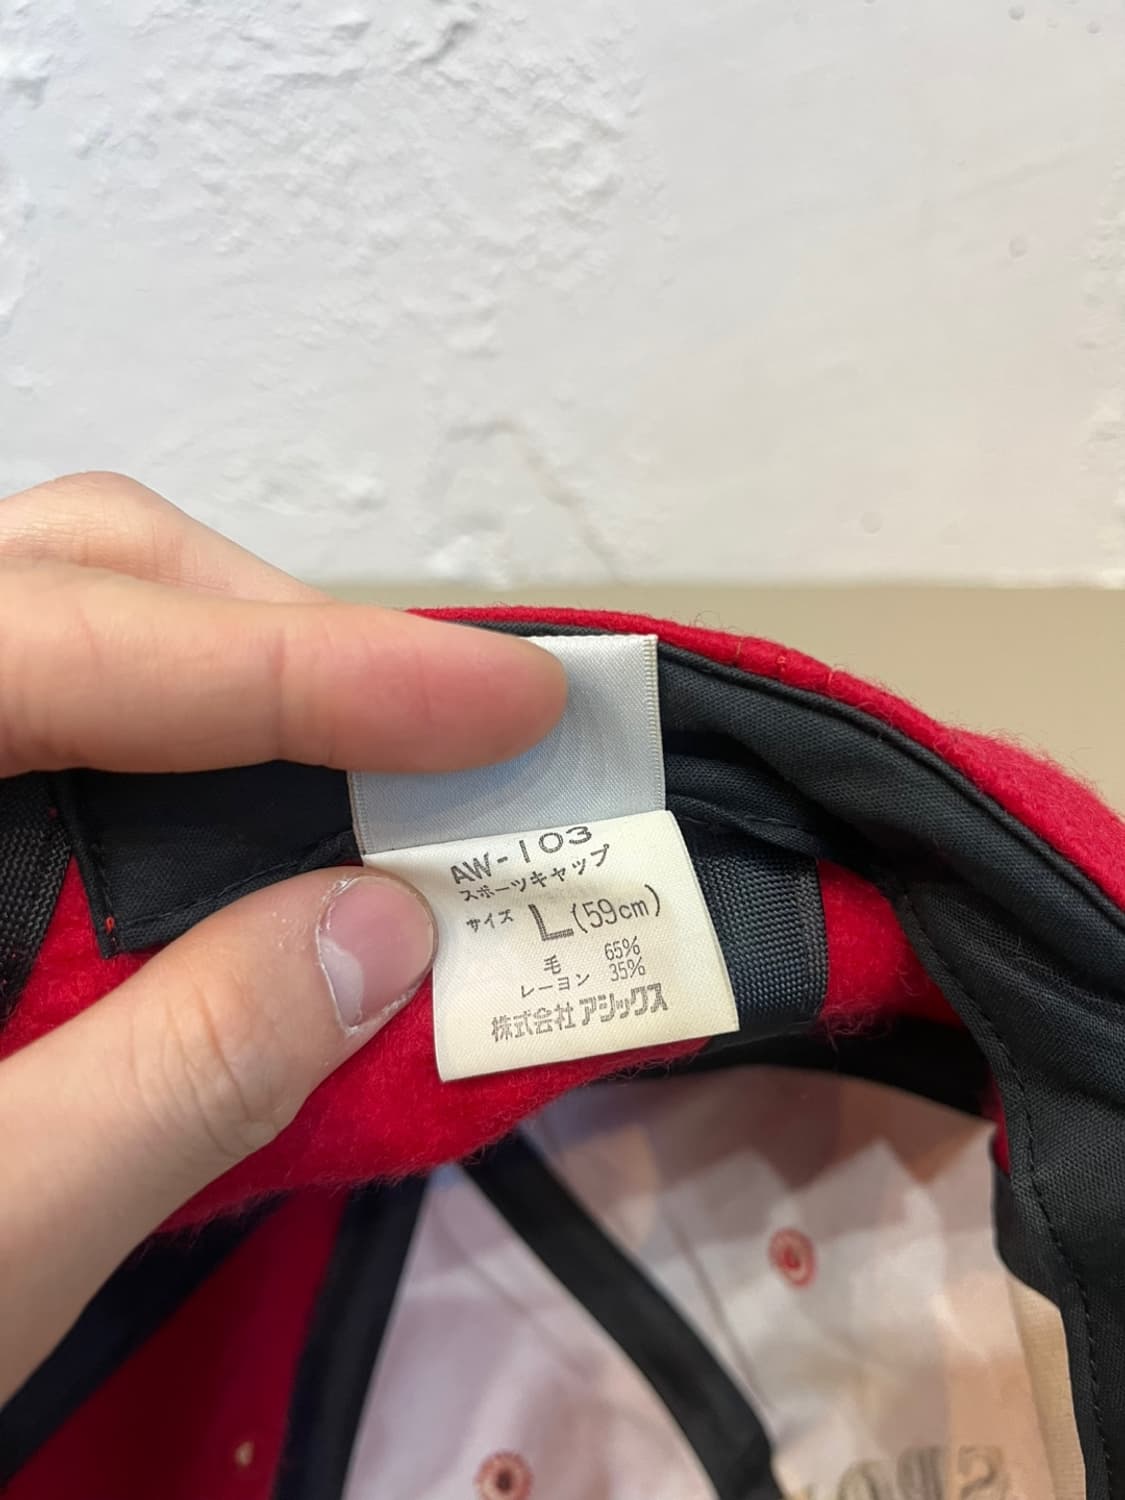 AW-103
スポーツキャップ
サイズ L(59cm)
毛 65%
レーヨン 35%
株式会社アシックス